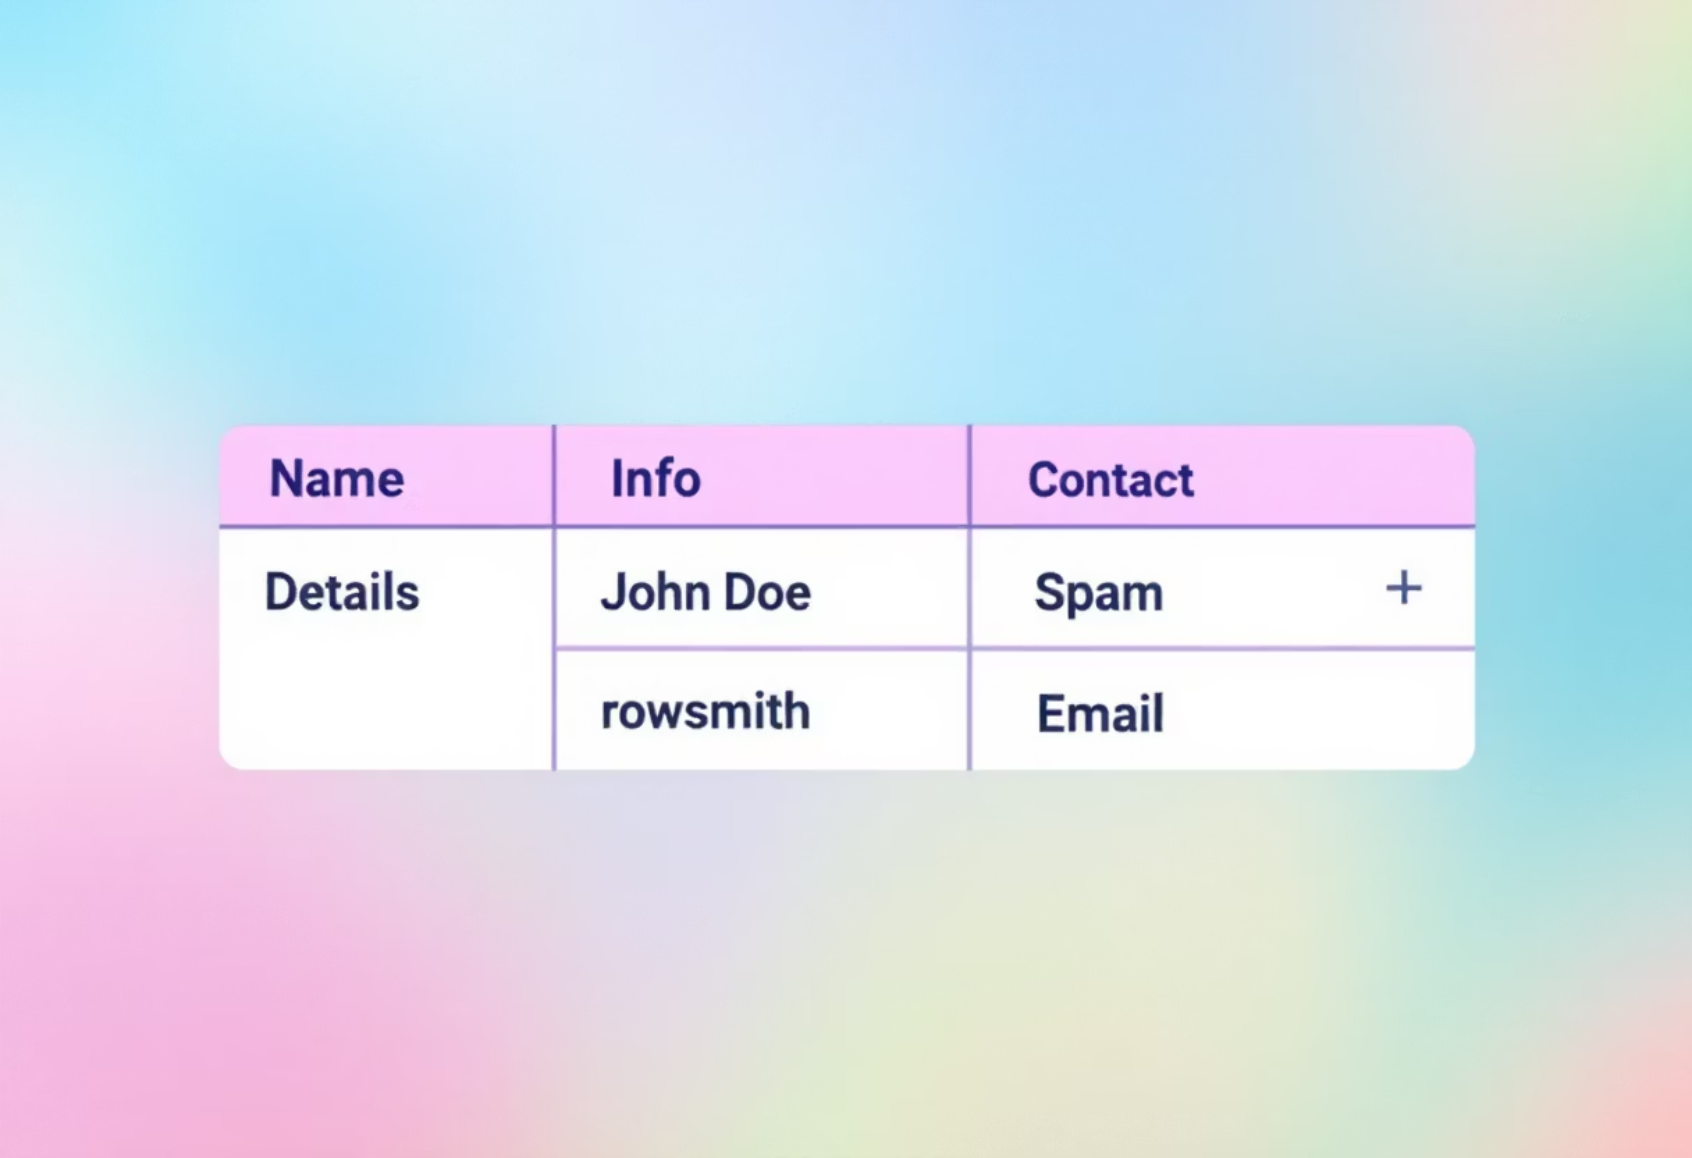 Name Info Contact
Details John Doe Spam +
rowsmith Email